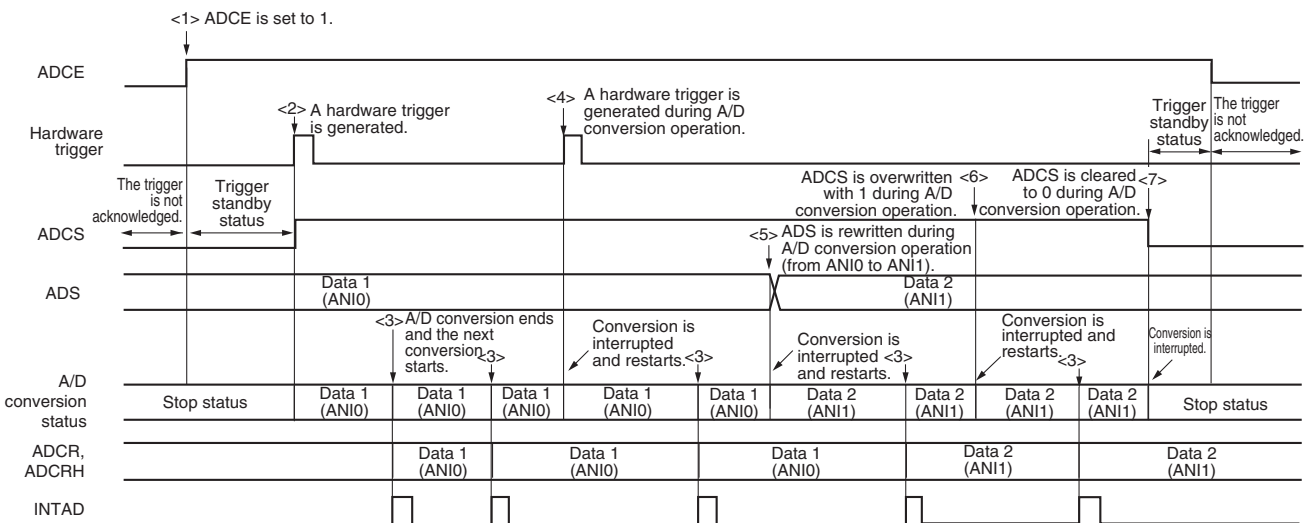 <1> ADCE is set to 1.
ADCE
<2> A hardware trigger
is generated.
<4> A hardware trigger is
generated during A/D
conversion operation.
Trigger
standby
status
The trigger
is not
acknowledged.
Hardware
trigger
The trigger
is not
acknowledged.
Trigger
standby
status
ADCS is overwritten <6>
with 1 during A/D
conversion operation.
ADCS is cleared <7>
to 0 during A/D
conversion operation.
ADCS
<5> ADS is rewritten during
A/D conversion operation
(from ANI0 to ANI1).
ADS
Data 1
(ANI0)
Data 2
(ANI1)
<3> A/D conversion ends
and the next
conversion
starts. <3>
Conversion is
interrupted
and restarts. <3>
Conversion is
interrupted <3>
and restarts.
Conversion is
interrupted and
restarts. <3>
Conversion is
interrupted.
A/D
conversion
status
Stop status
Data 1
(ANI0)
Data 1
(ANI0)
Data 1
(ANI0)
Data 1
(ANI0)
Data 1
(ANI0)
Data 2
(ANI1)
Data 2
(ANI1)
Data 2
(ANI1)
Data 2
(ANI1)
Stop status
ADCR,
ADCRH
Data 1
(ANI0)
Data 1
(ANI0)
Data 1
(ANI0)
Data 2
(ANI1)
Data 2
(ANI1)
INTAD